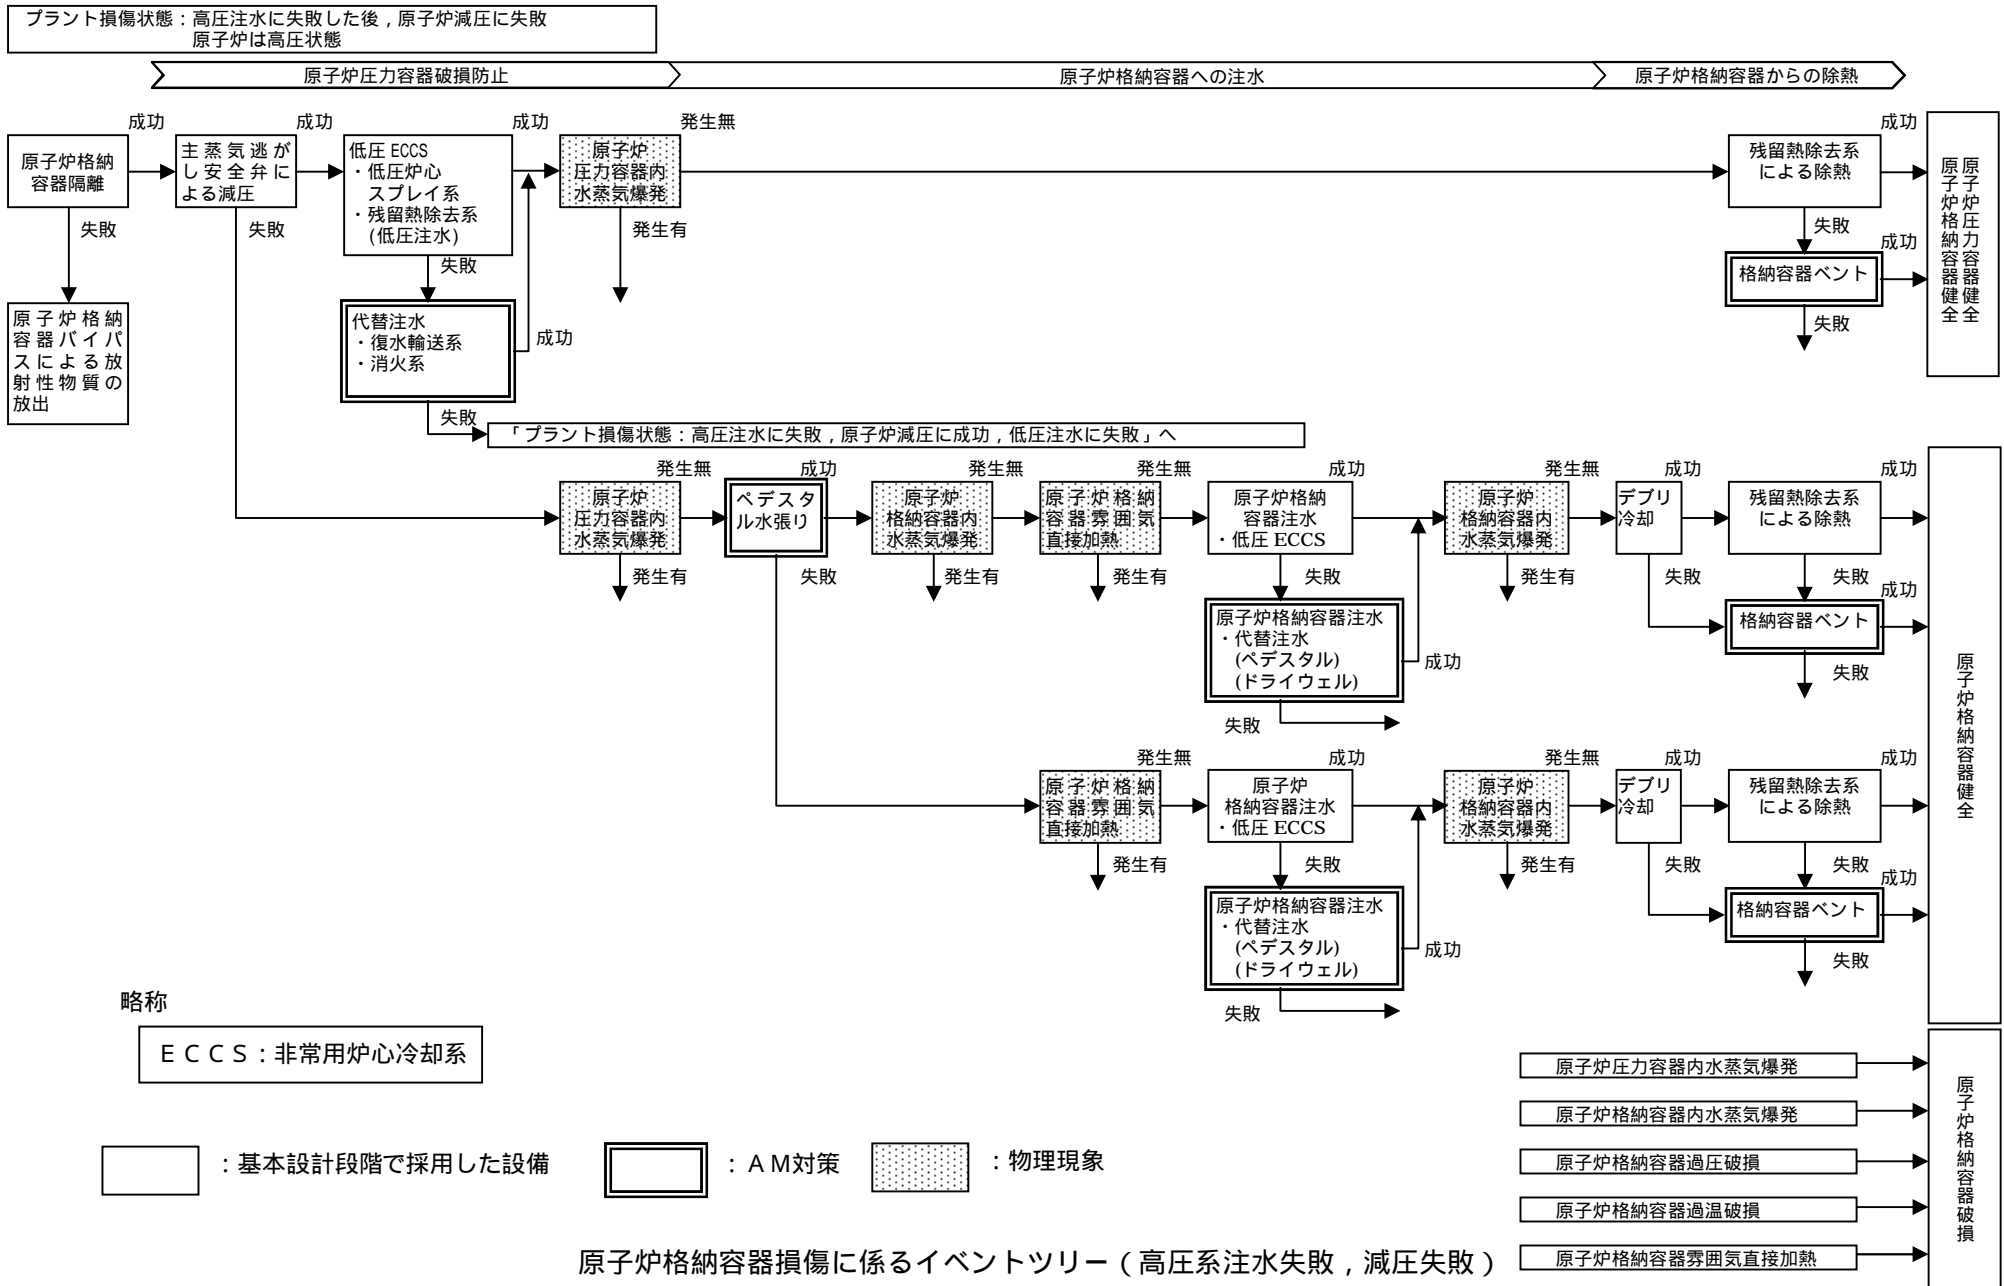 プラント損傷状態：高圧注水に失敗した後，原子炉減圧に失敗
原子炉は高圧状態
原子炉圧力容器破損防止
原子炉格納容器への注水
原子炉格納容器からの除熱
原子炉格納
容器隔離
成功
失敗
主蒸気逃が
し安全弁に
よる減圧
成功
失敗
低圧 ECCS
・低圧炉心
スプレイ系
・残留熱除去系
(低圧注水)
成功
失敗
原子炉
圧力容器内
水蒸気爆発
発生無
発生有
残留熱除去系
による除熱
成功
失敗
格納容器ベント
成功
失敗
原子炉圧力容器健全
原子炉格納容器健全
原子炉格納
容器バイパ
スによる放
射性物質の
放出
代替注水
・復水輸送系
・消火系
成功
失敗
「プラント損傷状態：高圧注水に失敗，原子炉減圧に成功，低圧注水に失敗」へ
原子炉
圧力容器内
水蒸気爆発
発生無
発生有
ペデスタ
ル水張り
成功
失敗
原子炉
格納容器内
水蒸気爆発
発生無
発生有
原子炉格納
容器雰囲気
直接加熱
発生無
発生有
原子炉格納
容器注水
・低圧 ECCS
成功
失敗
原子炉格納容器注水
・代替注水
(ペデスタル)
(ドライウェル)
成功
失敗
原子炉
格納容器内
水蒸気爆発
発生無
発生有
デブリ
冷却
成功
失敗
残留熱除去系
による除熱
成功
失敗
格納容器ベント
成功
失敗
原子炉格納容器健全
原子炉格納
容器雰囲気
直接加熱
発生無
発生有
原子炉
格納容器注水
・低圧 ECCS
成功
失敗
原子炉格納容器注水
・代替注水
(ペデスタル)
(ドライウェル)
成功
失敗
原子炉
格納容器内
水蒸気爆発
発生無
発生有
デブリ
冷却
成功
失敗
残留熱除去系
による除熱
成功
失敗
格納容器ベント
成功
失敗
略称
ＥＣＣＳ：非常用炉心冷却系
原子炉圧力容器内水蒸気爆発
原子炉格納容器内水蒸気爆発
原子炉格納容器過圧破損
原子炉格納容器過温破損
原子炉格納容器雰囲気直接加熱
原子炉格納容器破損
：基本設計段階で採用した設備
：ＡＭ対策
：物理現象
原子炉格納容器損傷に係るイベントツリー（高圧系注水失敗，減圧失敗）